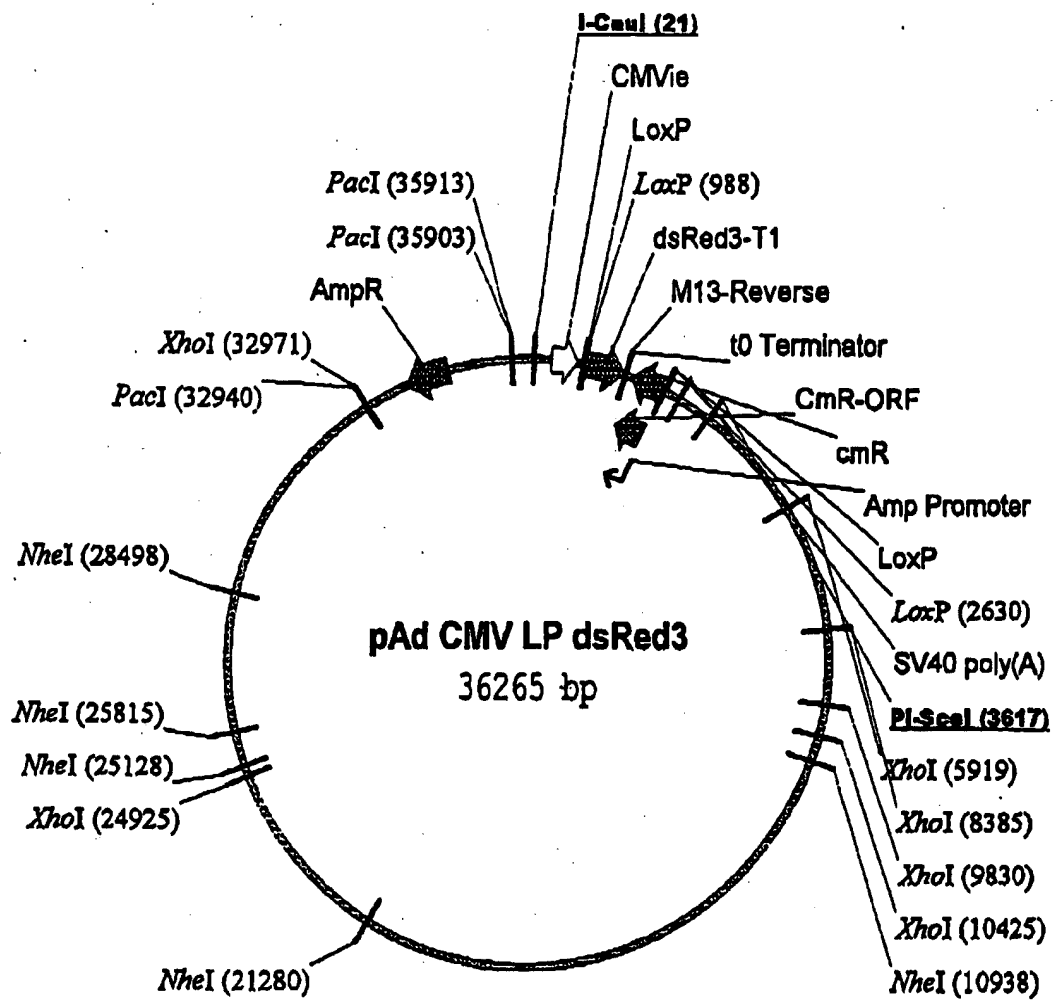 I-CeuI (21)
CMVie
LoxP
LoxP (988)
dsRed3-T1
M13-Reverse
t0 Terminator
CmR-ORF
cmR
Amp Promoter
LoxP
LoxP (2630)
SV40 poly(A)
PI-SceI (3617)
XhoI (5919)
XhoI (8385)
XhoI (9830)
XhoI (10425)
NheI (10938)
PacI (35913)
PacI (35903)
AmpR
XhoI (32971)
PacI (32940)
NheI (28498)
NheI (25815)
NheI (25128)
XhoI (24925)
NheI (21280)
pAd CMV LP dsRed3
36265 bp